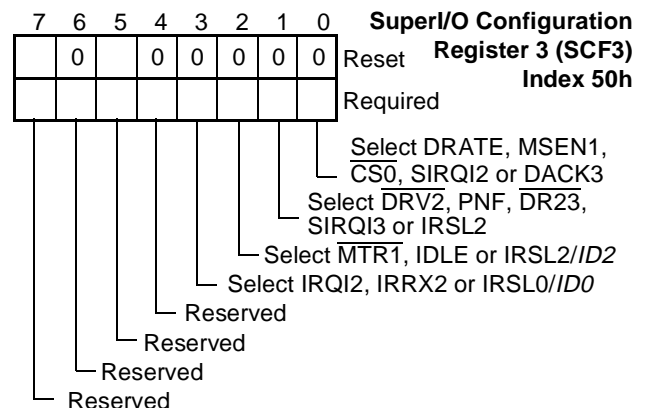 7 6 5 4 3 2 1 0
SuperI/O Configuration
Register 3 (SCF3)
Index 50h
0 0 0 0 0 0 Reset
Required
Select DRATE, MSEN1,
CS0, SIRQI2 or DACK3
Select DRV2, PNF, DR23,
SIRQI3 or IRSL2
Select MTR1, IDLE or IRSL2/ID2
Select IRQI2, IRRX2 or IRSL0/ID0
Reserved
Reserved
Reserved
Reserved